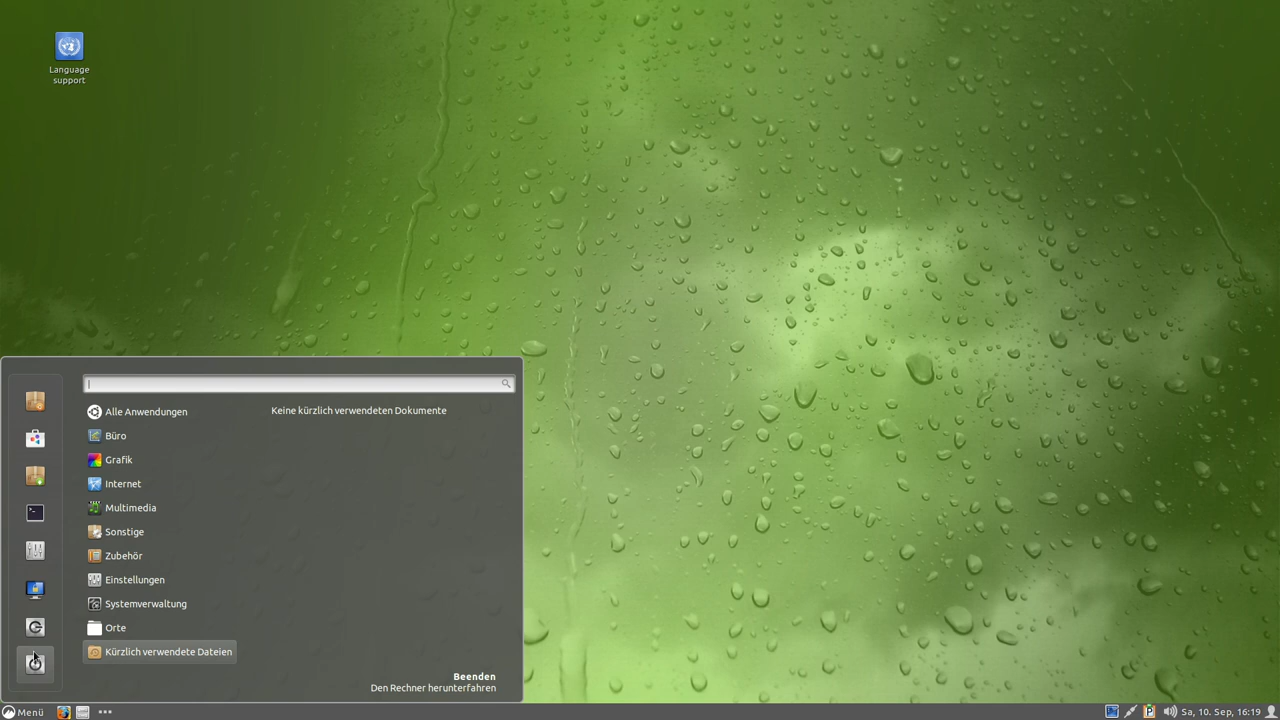 Language
support
Alle Anwendungen
Keine kürzlich verwendeten Dokumente
Büro
Grafik
Internet
Multimedia
Sonstige
Zubehör
Einstellungen
Systemverwaltung
Orte
Kürzlich verwendete Dateien
Beenden
Den Rechner herunterfahren
Menü
Sa, 10. Sep, 16:19